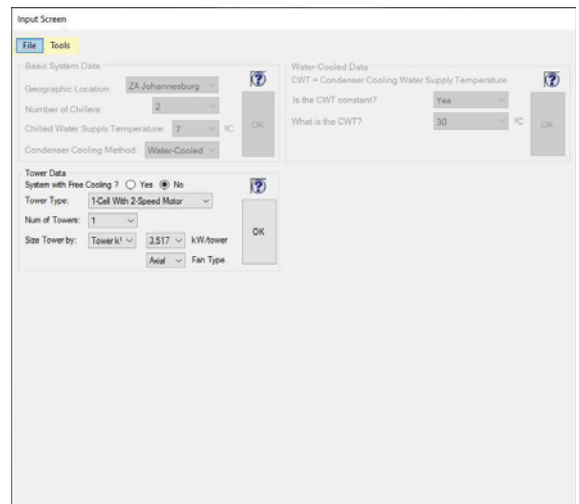 Input Screen
File Tools
Basic System Data
Geographic Location: ZA Johannesburg
Number of Chillers: 2
Chilled Water Supply Temperature: 7 ºC
Condenser Cooling Method: Water-Cooled
OK
Water-Cooled Data
CWT = Condenser Cooling Water Supply Temperature
Is the CWT constant? Yes
What is the CWT? 30 ºC
OK
Tower Data
System with Free Cooling ? Yes No
Tower Type: 1-Cell With 2-Speed Motor
Num of Towers: 1
Size Tower by: Tower k 3,517 kW/tower
Axial Fan Type
OK